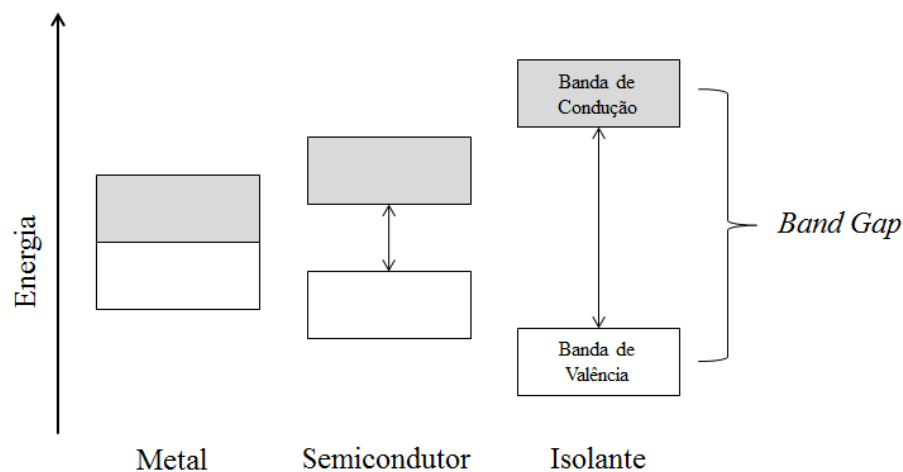 Energia
Banda de
Condução
Band Gap
Banda de
Valência
Metal
Semicondutor
Isolante